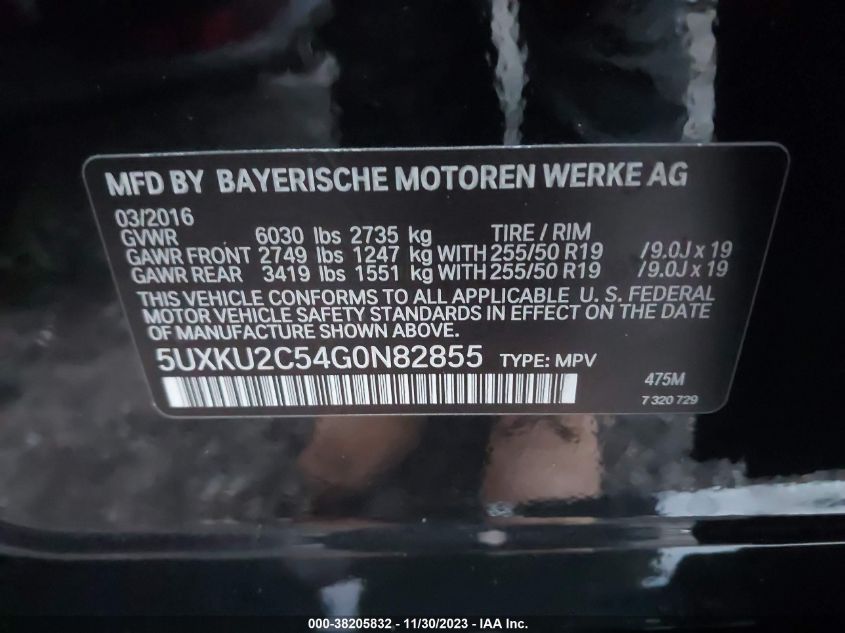 MFD BY BAYERISCHE MOTOREN WERKE AG
03/2016
GVWR 6030 lbs 2735 kg TIRE / RIM
GAWR FRONT 2749 lbs 1247 kg WITH 255/50 R19 /9.0J x 19
GAWR REAR 3419 lbs 1551 kg WITH 255/50 R19 /9.0J x 19
THIS VEHICLE CONFORMS TO ALL APPLICABLE U. S. FEDERAL
MOTOR VEHICLE SAFETY STANDARDS IN EFFECT ON THE DATE
OF MANUFACTURE SHOWN ABOVE.
5UXKU2C54G0N82855 TYPE: MPV
475M
7 320 729
000-38205832 - 11/30/2023 - IAA Inc.